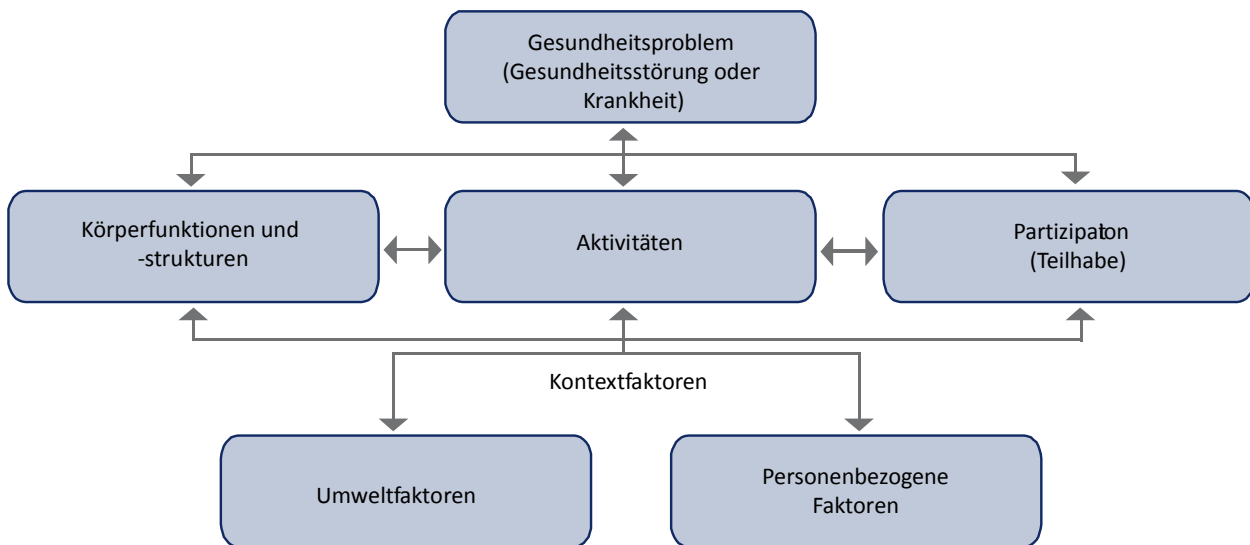 Gesundheitsproblem
(Gesundheitsstörung oder
Krankheit)
Körperfunktionen und
-strukturen
Aktivitäten
Partizipaton
(Teilhabe)
Kontextfaktoren
Umweltfaktoren
Personenbezogene
Faktoren